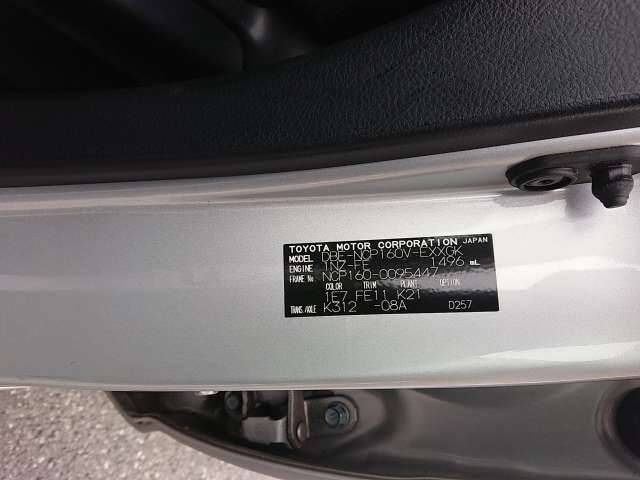 TOYOTA MOTOR CORPORATION JAPAN
MODEL DBE-NCP160V-EXXGK
ENGINE 1NZ-FE 1496 mL
FRAME No. NCP160-0095447
COLOR TRIM PLANT OPTION
1E7 FE11 K21
TRANS./AXLE K312 -08A D257